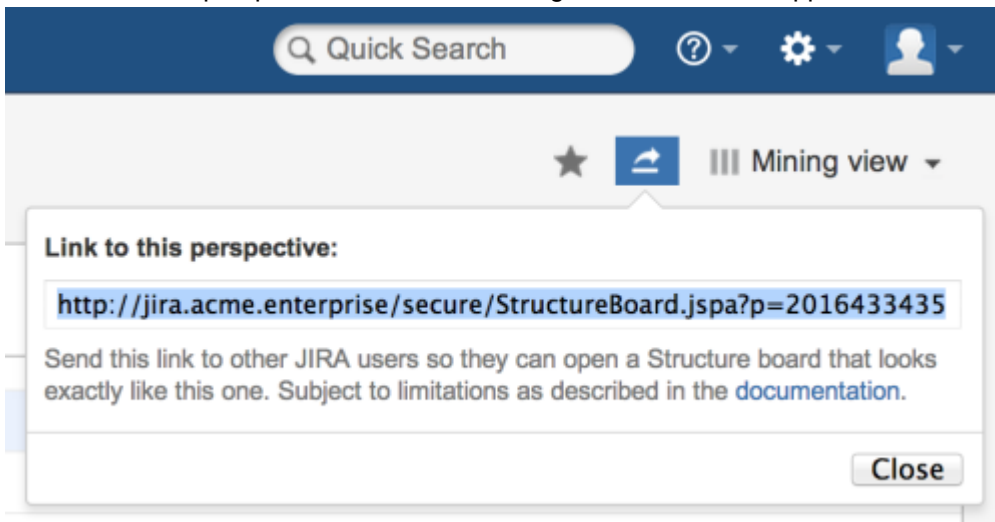 Quick Search
Mining view
Link to this perspective:
http://jira.acme.enterprise/secure/StructureBoard.jspa?p=2016433435
Send this link to other JIRA users so they can open a Structure board that looks
exactly like this one. Subject to limitations as described in the documentation.
Close